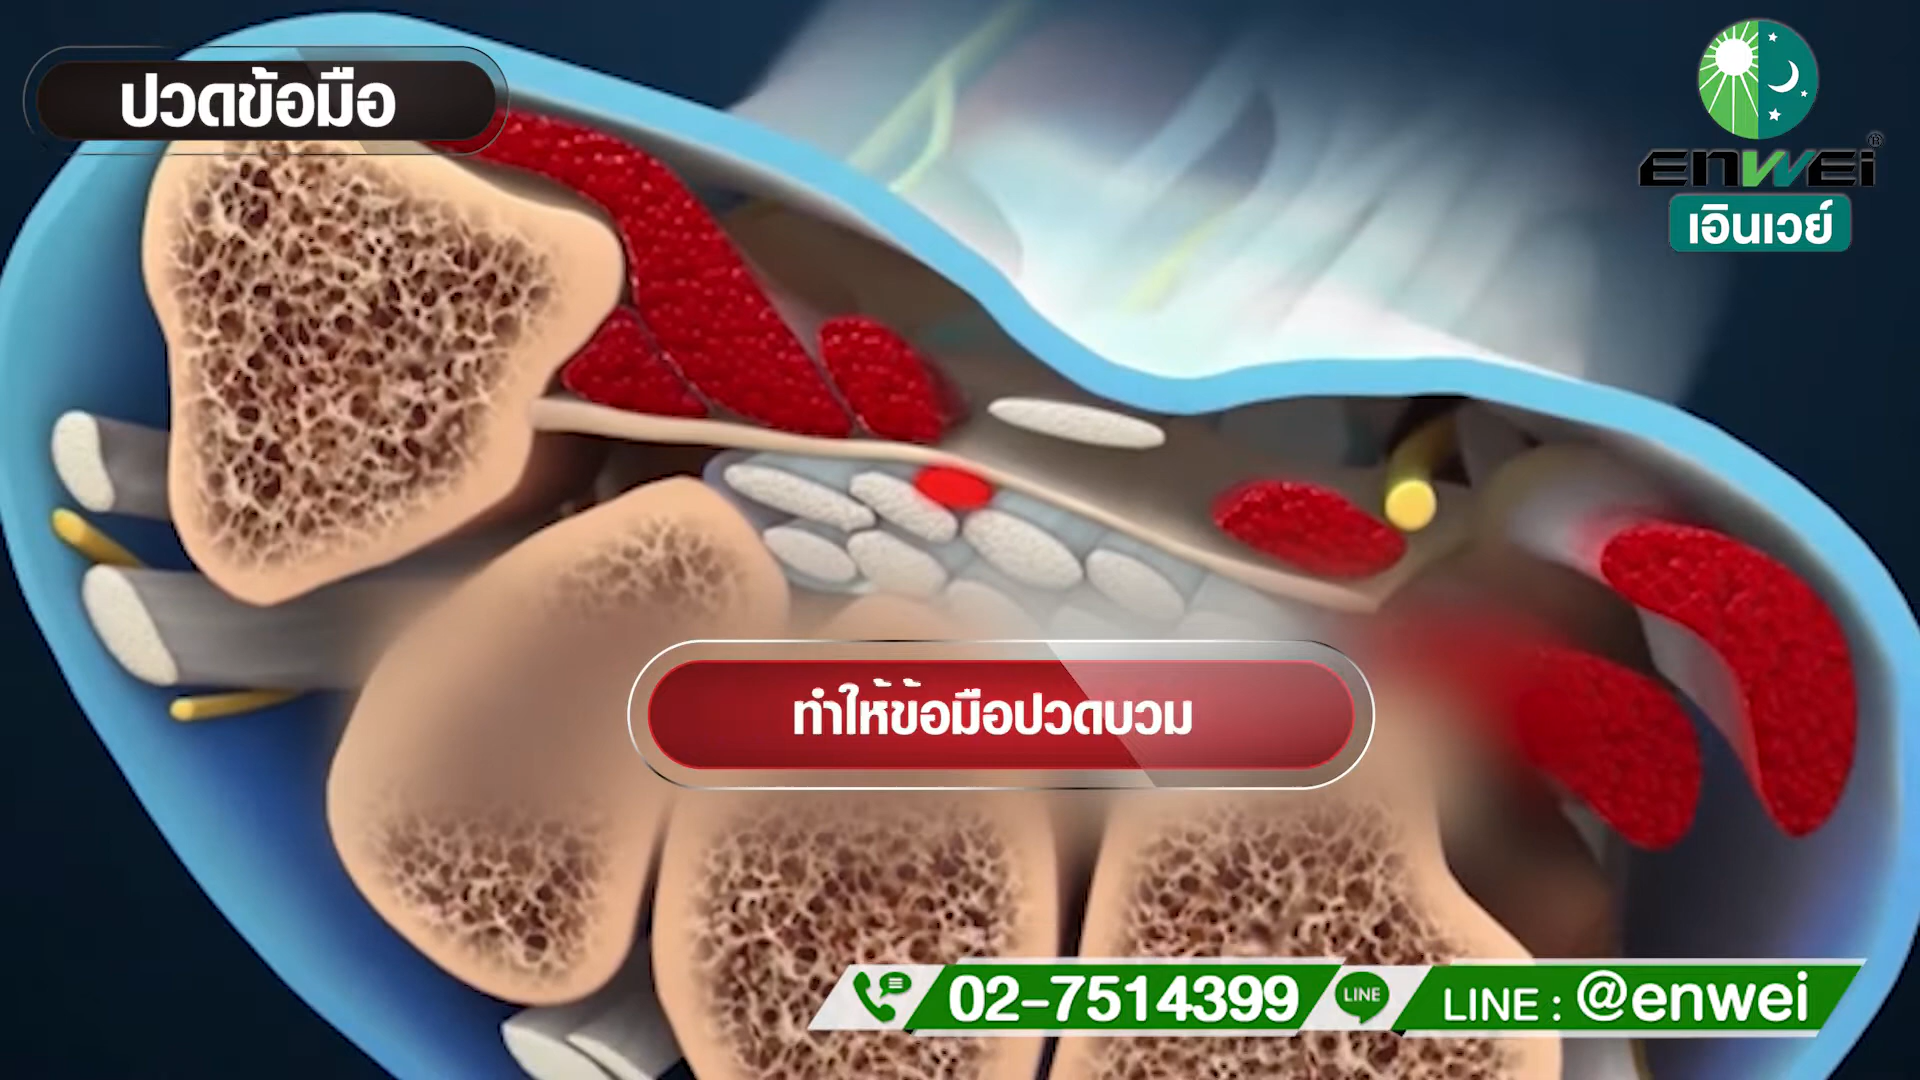 ปวดข้อมือ
ENWEi®
เอินเวย์
ทำให้ข้อมือปวดบวม
02-7514399
LINE
LINE : @enwei